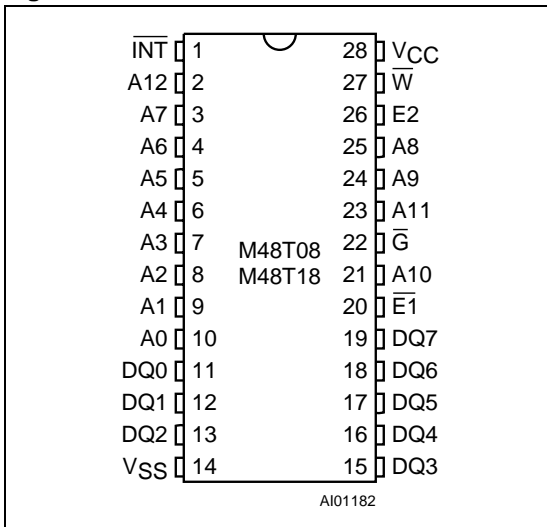 INT 1 28 VCC
A12 2 27 W
A7 3 26 E2
A6 4 25 A8
A5 5 24 A9
A4 6 23 A11
A3 7 M48T08 22 G
A2 8 M48T18 21 A10
A1 9 20 E1
A0 10 19 DQ7
DQ0 11 18 DQ6
DQ1 12 17 DQ5
DQ2 13 16 DQ4
VSS 14 15 DQ3
AI01182